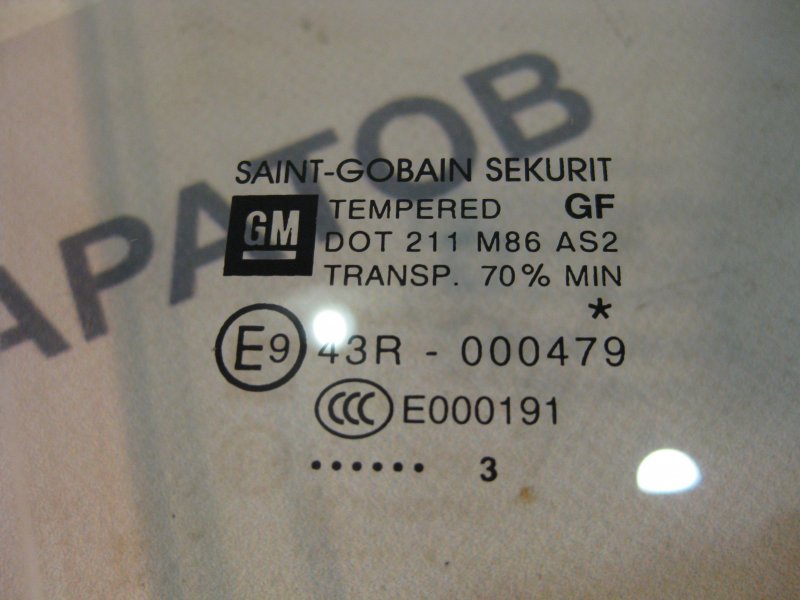 АРАТОВ
SAINT-GOBAIN SEKURIT
GM
TEMPERED GF
DOT 211 M86 AS2
TRANSP. 70% MIN
*
E9 43R - 000479
CCC E000191
...... 3